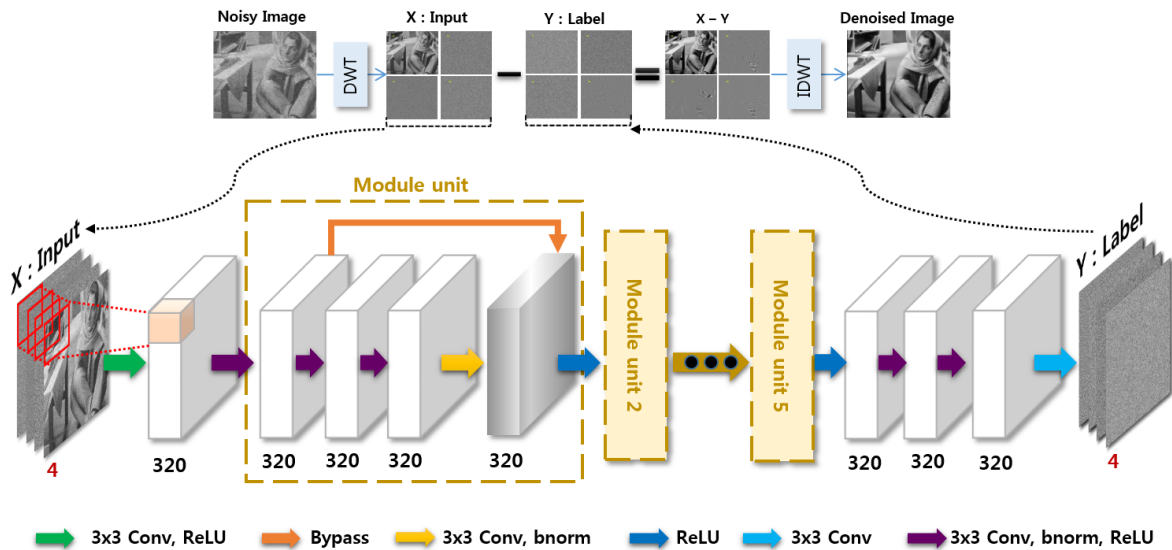 Noisy Image
X : Input
Y : Label
X – Y
Denoised Image
DWT
IDWT
Module unit
X : Input
Y : Label
Module unit 2
Module unit 5
4
320
320
320
320
320
320
320
320
4
3x3 Conv, ReLU
Bypass
3x3 Conv, bnorm
ReLU
3x3 Conv
3x3 Conv, bnorm, ReLU